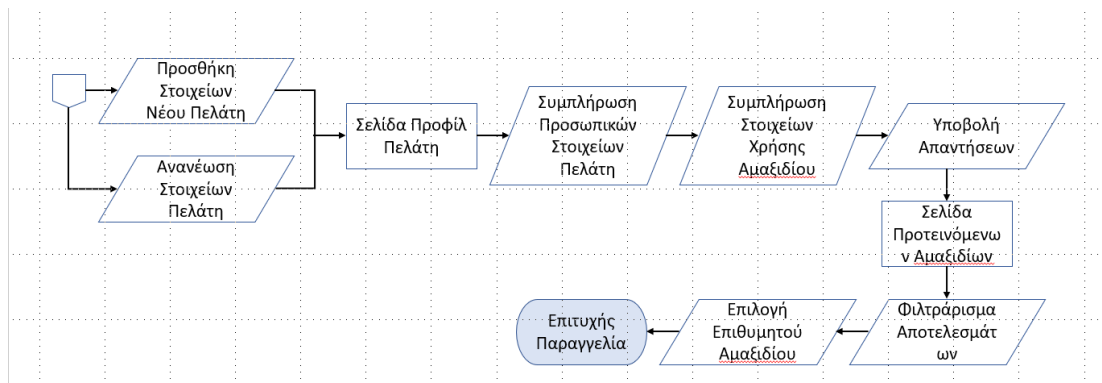 Προσθήκη
Στοιχείων
Νέου Πελάτη
Ανανέωση
Στοιχείων
Πελάτη
Σελίδα Προφίλ
Πελάτη
Συμπλήρωση
Προσωπικών
Στοιχείων
Πελάτη
Συμπλήρωση
Στοιχείων
Χρήσης
Αμαξιδίου
Υποβολή
Απαντήσεων
Σελίδα
Προτεινόμενω
ν Αμαξιδίων
Φιλτράρισμα
Αποτελεσμάτ
ων
Επιλογή
Επιθυμητού
Αμαξιδίου
Επιτυχής
Παραγγελία